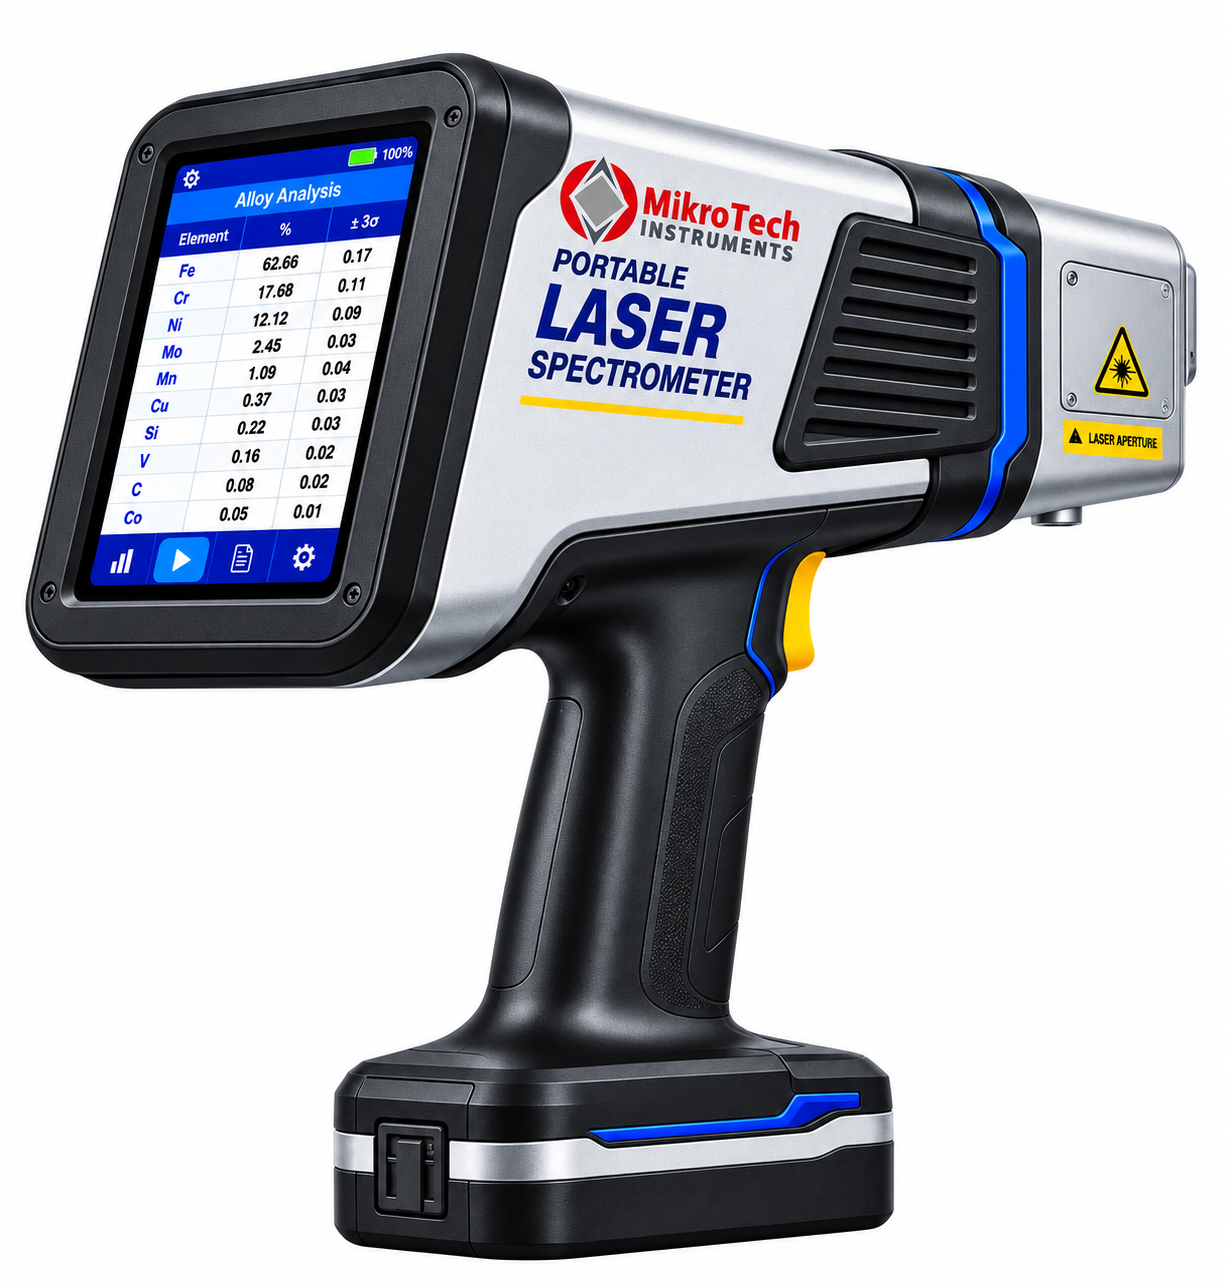 100%
Alloy Analysis
Element % ± 3σ
Fe 62.66 0.17
Cr 17.68 0.11
Ni 12.12 0.09
Mo 2.45 0.03
Mn 1.09 0.04
Cu 0.37 0.03
Si 0.22 0.03
V 0.16 0.02
C 0.08 0.02
Co 0.05 0.01
MikroTech
INSTRUMENTS
PORTABLE
LASER
SPECTROMETER
LASER APERTURE